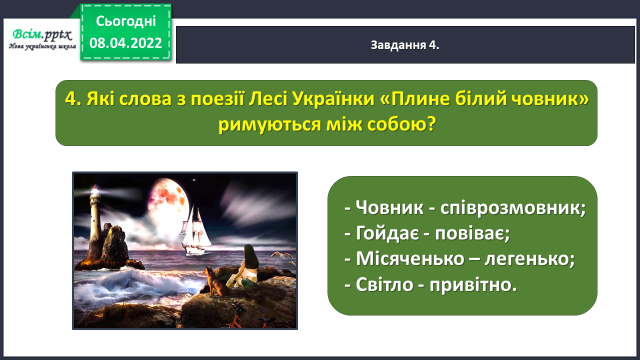 Всім.pptx
Нова українська школа
Сьогодні
08.04.2022
Завдання 4.
4. Які слова з поезії Лесі Українки «Плине білий човник»
римуються між собою?
- Човник - співрозмовник;
- Гойдає - повіває;
- Місяченько – легенько;
- Світло - привітно.